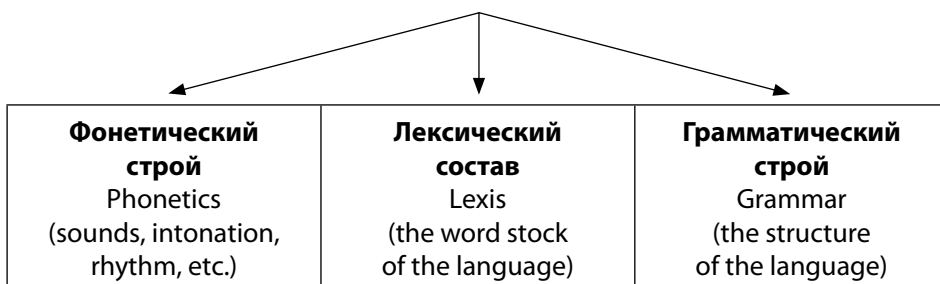 Фонетический
строй
Phonetics
(sounds, intonation,
rhythm, etc.)
Лексический
состав
Lexis
(the word stock
of the language)
Грамматический
строй
Grammar
(the structure
of the language)